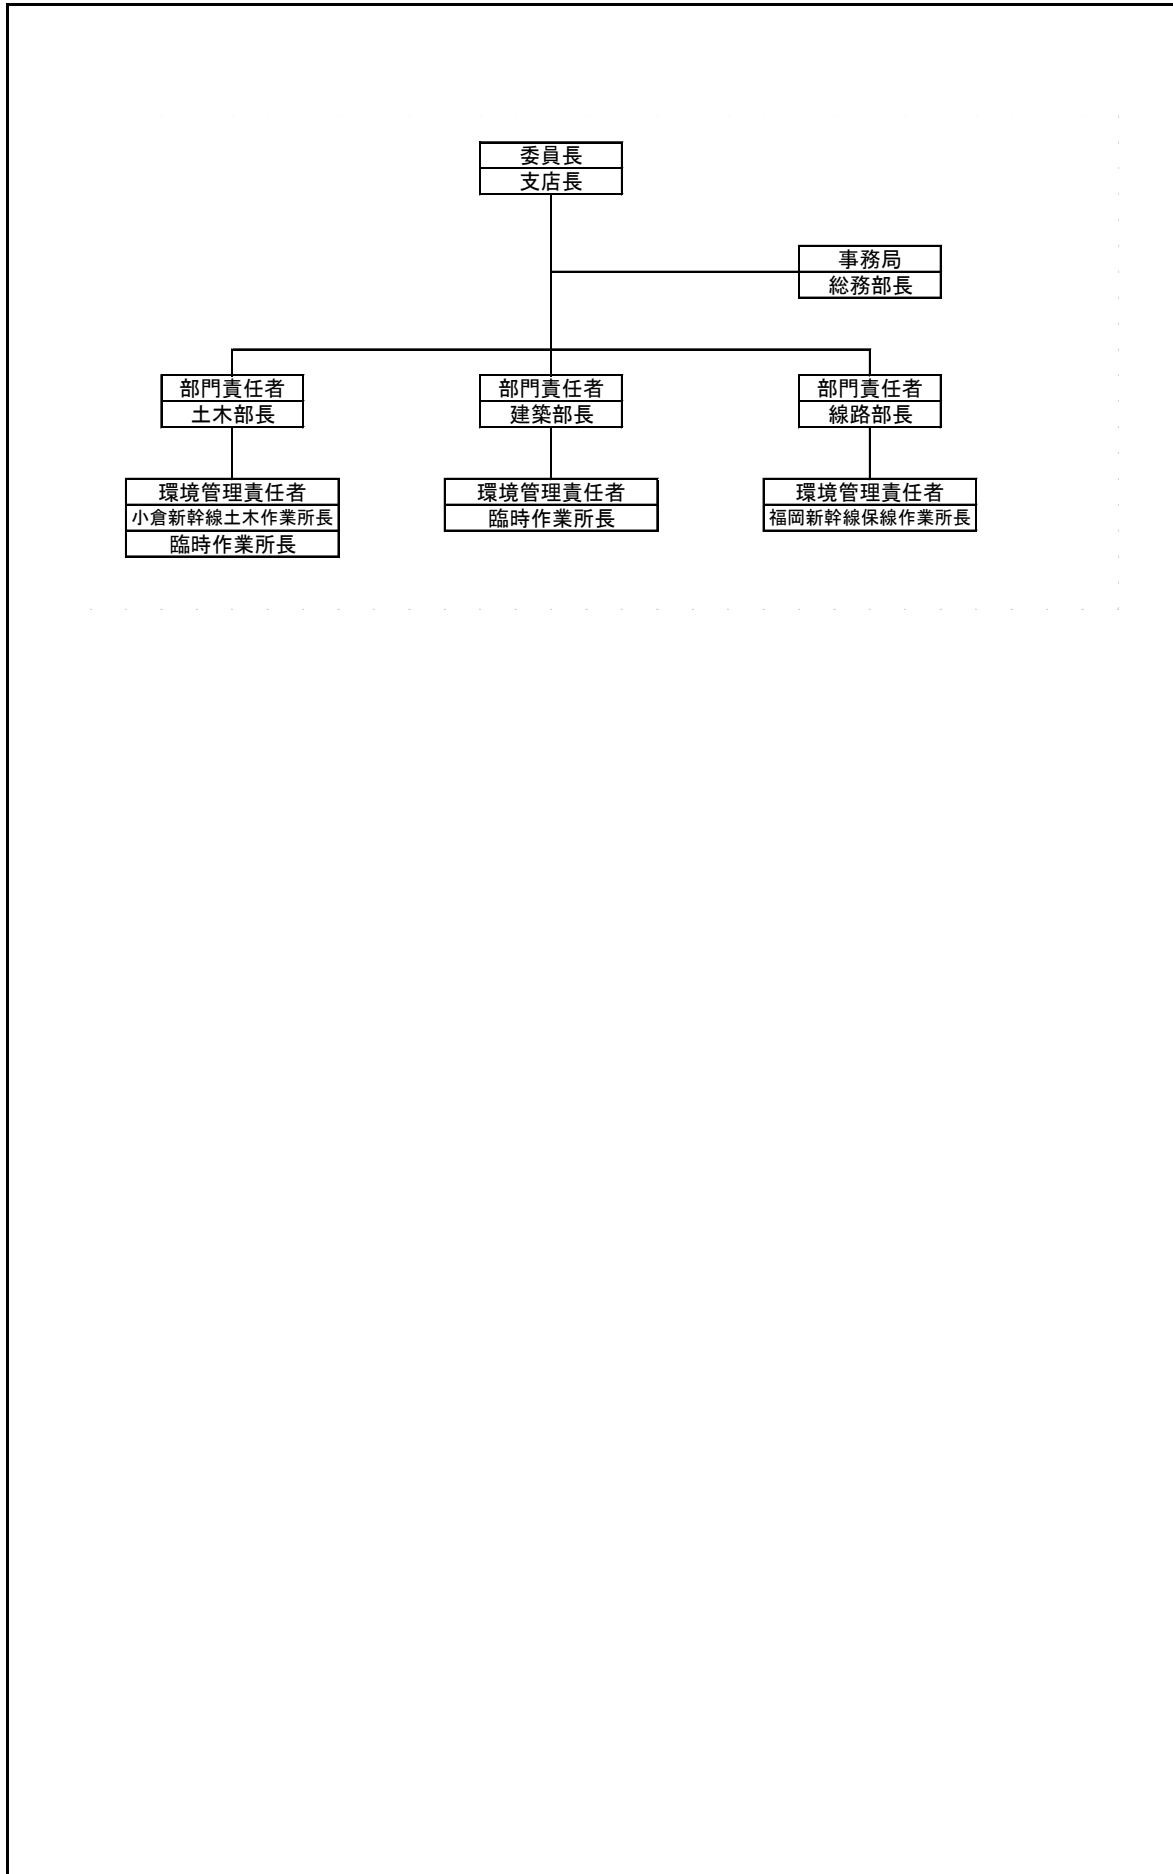 委員長
支店長
事務局
総務部長
部門責任者
土木部長
部門責任者
建築部長
部門責任者
線路部長
環境管理責任者
小倉新幹線土木作業所長
臨時作業所長
環境管理責任者
臨時作業所長
環境管理責任者
福岡新幹線保線作業所長